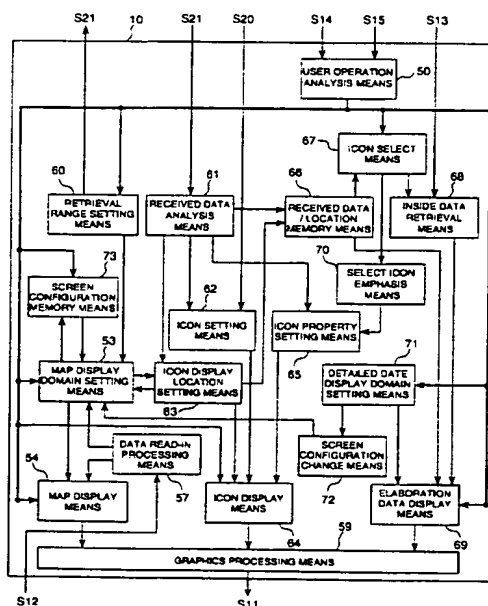 S21 10 S21 S20 S14 S15 S13
USER OPERATION
ANALYSIS MEANS
50
67
ICON SELECT
MEANS
68
60
RETRIEVAL
RANGE SETTING
MEANS
61
RECEIVED DATA
ANALYSIS
MEANS
66
RECEIVED DATA
/ LOCATION
MEMORY MEANS
INSIDE DATA
RETRIEVAL MEANS
70
SELECT ICON
EMPHASIS
MEANS
73
SCREEN
CONFIGURATION
MEMORY MEANS
62
ICON SETTING
MEANS
ICON PROPERTY
SETTING MEANS
65
71
53
MAP DISPLAY
DOMAIN SETTING
MEANS
ICON DISPLAY
LOCATION
SETTING MEANS
63
DETAILED DATE
DISPLAY DOMAIN
SETTING MEANS
54
DATA READ-IN
PROCESSING
MEANS
57
SCREEN
CONFIGURATION
CHANGE MEANS
72
MAP DISPLAY
MEANS
ICON DISPLAY
MEANS
64
ELABORATION
DATA DISPLAY
MEANS
69
59
GRAPHICS PROCESSING MEANS
S12 S11